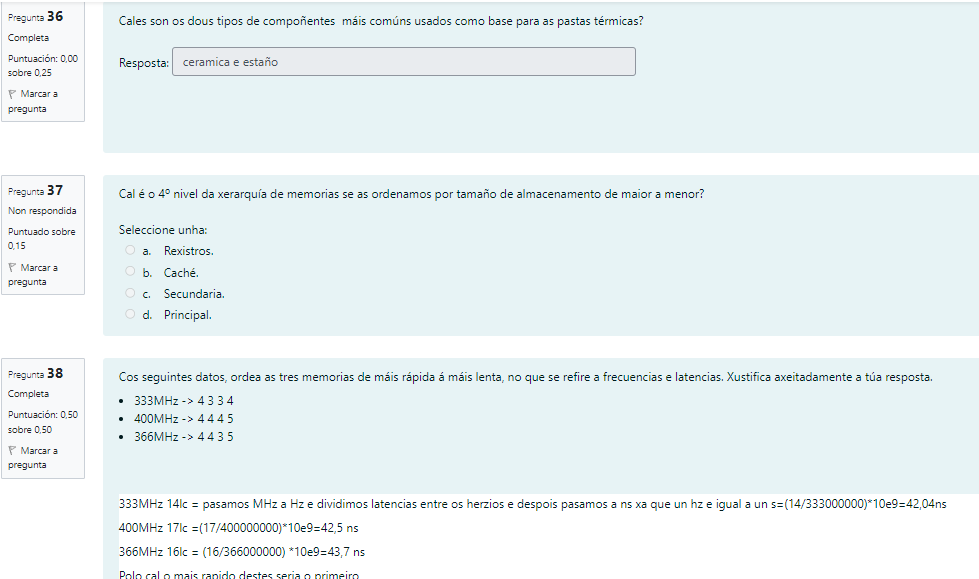 Pregunta 36
Completa
Puntuación: 0,00
sobre 0,25
Marcar a
pregunta
Cales son os dous tipos de compoñentes máis comúns usados como base para as pastas térmicas?
Resposta: ceramica e estaño
Pregunta 37
Non respondida
Puntuado sobre
0,15
Marcar a
pregunta
Cal é o 4º nivel da xerarquía de memorias se as ordenamos por tamaño de almacenamento de maior a menor?
Seleccione unha:
a. Rexistros.
b. Caché.
c. Secundaria.
d. Principal.
Pregunta 38
Completa
Puntuación: 0,50
sobre 0,50
Marcar a
pregunta
Cos seguintes datos, ordea as tres memorias de máis rápida á máis lenta, no que se refire a frecuencias e latencias. Xustifica axeitadamente a túa resposta.
• 333MHz -> 4 3 3 4
• 400MHz -> 4 4 4 5
• 366MHz -> 4 4 3 5
333MHz 14lc = pasamos MHz a Hz e dividimos latencias entre os herzios e despois pasamos a ns xa que un hz e igual a un s=(14/333000000)*10e9=42,04ns
400MHz 17lc =(17/400000000)*10e9=42,5 ns
366MHz 16lc = (16/366000000) *10e9=43,7 ns
Polo cal o mais rapido destes seria o primeiro